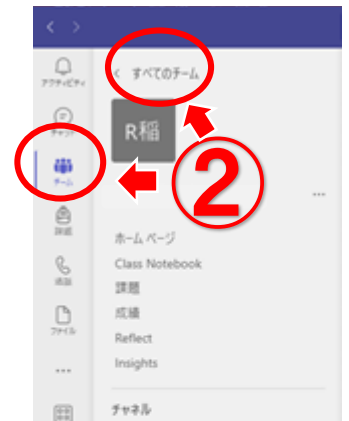 < >
アクティビティ
チャット
チーム
課題
通話
ファイル
...
< すべてのチーム
R稲
②
...
ホーム ページ
Class Notebook
課題
成績
Reflect
Insights
チャネル